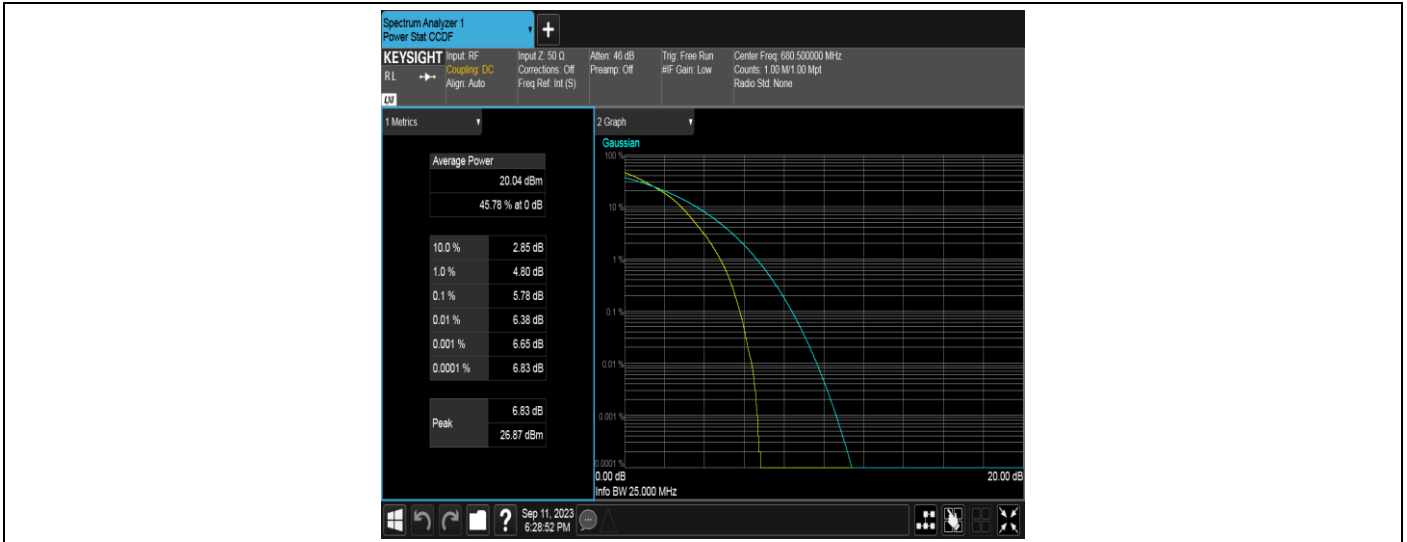 Spectrum Analyzer 1
Power Stat CCDF
+
KEYSIGHT
RL
LXI
Input: RF
Coupling: DC
Align: Auto
Input Z: 50 Ω
Corrections: Off
Freq Ref: Int (S)
Atten: 46 dB
Preamp: Off
Trig: Free Run
#IF Gain: Low
Center Freq: 680.500000 MHz
Counts: 1.00 M/1.00 Mpt
Radio Std: None
1 Metrics
Average Power
20.04 dBm
45.78 % at 0 dB
10.0 % 2.85 dB
1.0 % 4.80 dB
0.1 % 5.78 dB
0.01 % 6.38 dB
0.001 % 6.65 dB
0.0001 % 6.83 dB
Peak
6.83 dB
26.87 dBm
2 Graph
Gaussian
100 %
10 %
1 %
0.1 %
0.01 %
0.001 %
0.0001 %
0.00 dB 20.00 dB
Info BW 25.000 MHz
?
Sep 11, 2023
6:28:52 PM